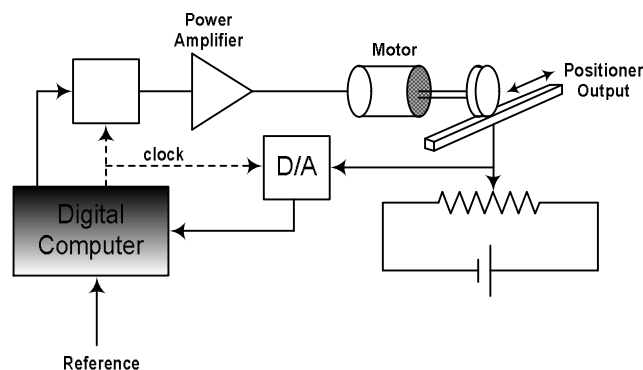 Power
Amplifier
Motor
Positioner
Output
clock
D/A
Digital
Computer
Reference